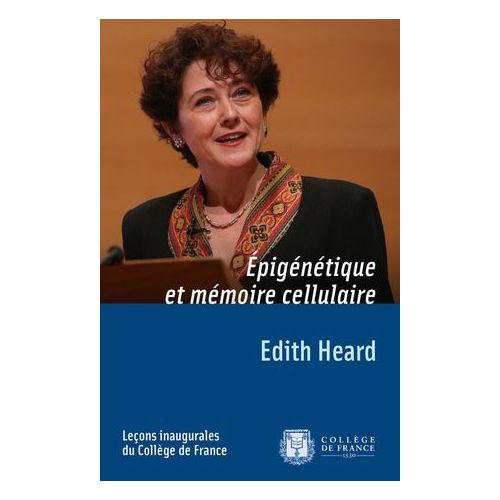 Épigénétique
et mémoire cellulaire
Edith Heard
Leçons inaugurales
du Collège de France
COLLÈGE
DE FRANCE
1530